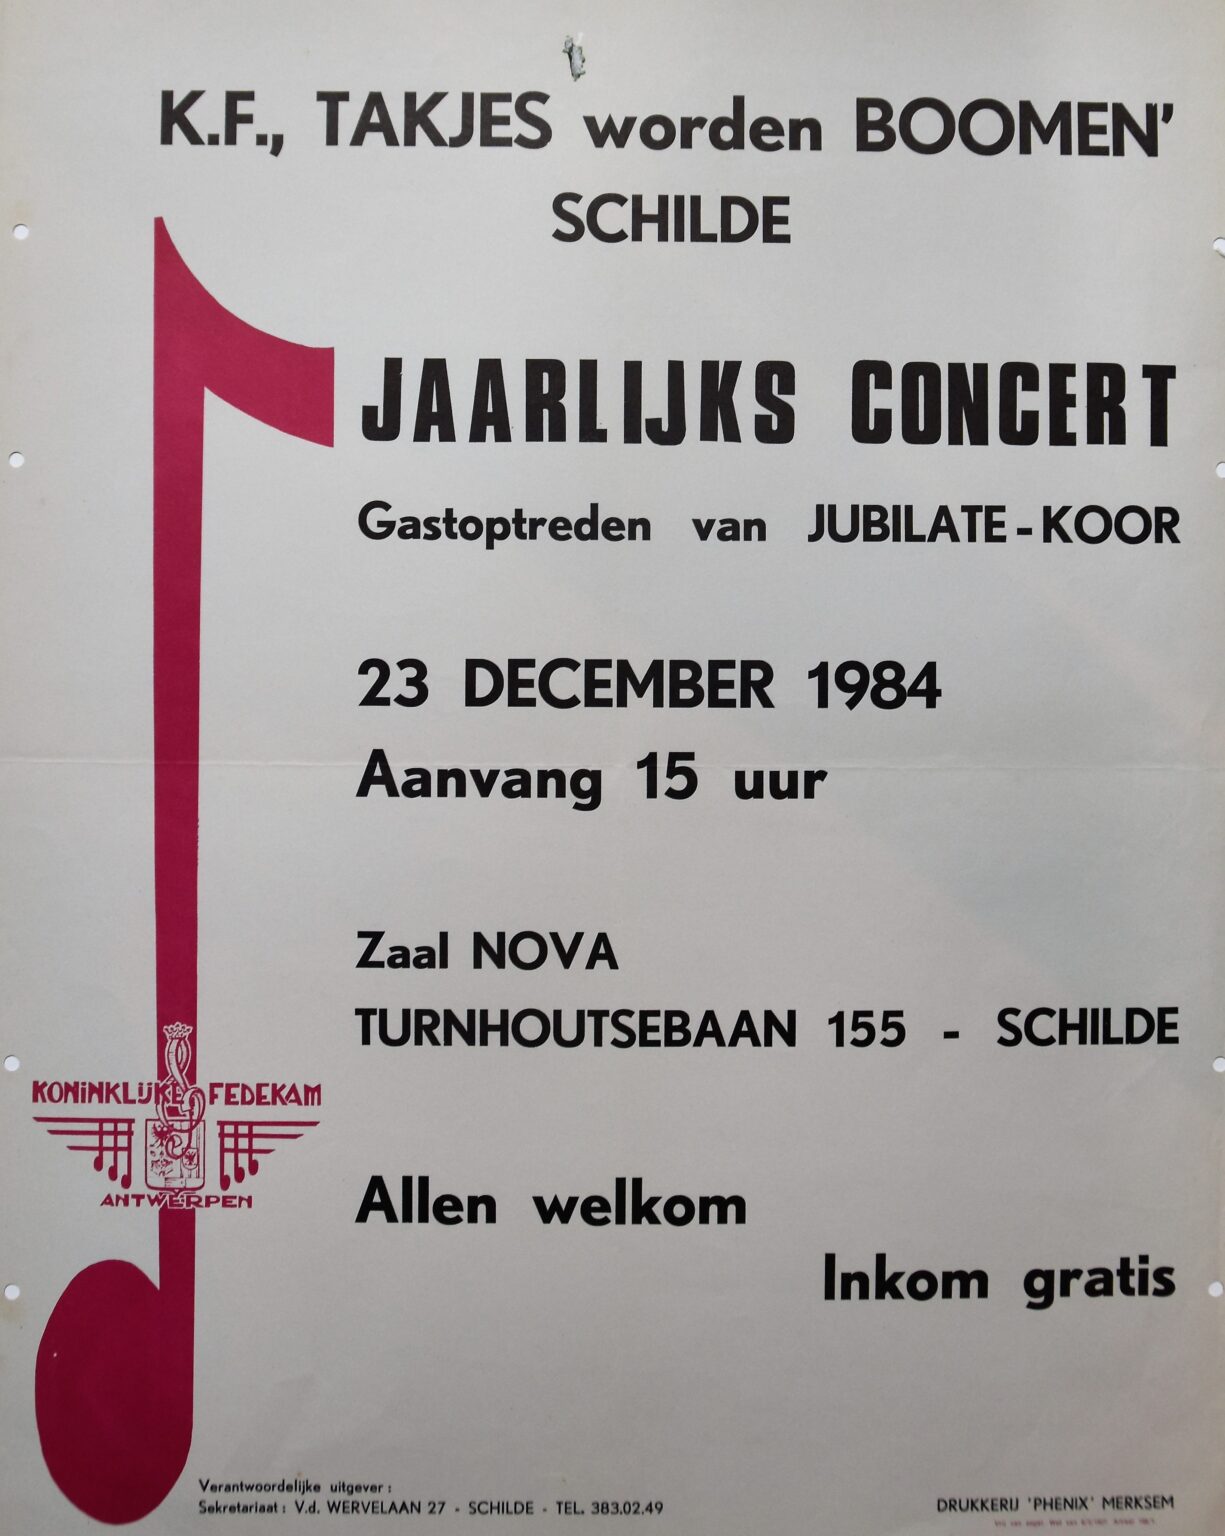 K.F., TAKJES worden BOOMEN'
SCHILDE
JAARLIJKS CONCERT
Gastoptreden van JUBILATE-KOOR
23 DECEMBER 1984
Aanvang 15 uur
Zaal NOVA
TURNHOUTSEBAAN 155 - SCHILDE
KONINKLIJKE FEDEKAM
ANTWERPEN
Allen welkom
Inkom gratis
Verantwoordelijke uitgever :
Sekretariaat : V.d. WERVELAAN 27 - SCHILDE - TEL. 383.02.49
DRUKKERIJ 'PHENIX' MERKSEM